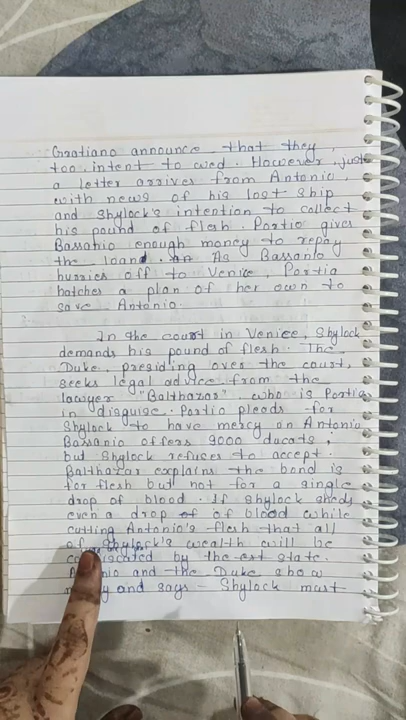 Gratiano announce that they,
too, intent to wed. However, just
a letter arrives from Antonio,
with news of his lost ship
and Shylock's intention to collect
his pound of flesh. Portio gives
Bassanio enough money to repay
the loand. an As Bassanio
hurries off to Venice, Portia
hatches a plan of her own to
save Antonio.
In the court in Venice, Shylock
demands his pound of flesh. The
Duke, presiding over the court,
seeks legal advice from the
lawyer "Balthazar", who is Portia
in disguise. Portio pleads for
Shylock to have mercy on Antonio
Bassanio offers 9000 ducats,
but Shylock refuses to accept.
Balthazar explains the bond is
for flesh but not for a single
drop of blood. If Shylock sheds
even a drop of of blood while
cutting Antonio's flesh that all
of Shylock's wealth will be
by the est state.
and the Duke show
and says - Shylock must